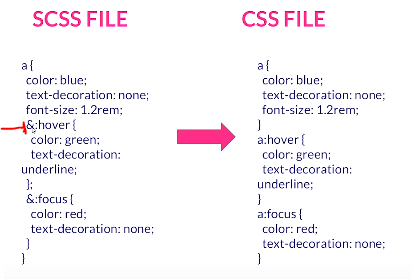 SCSS FILE
a {
color: blue;
text-decoration: none;
font-size: 1.2rem;
&:hover {
color: green;
text-decoration:
underline;
};
&:focus {
color: red;
text-decoration: none;
}
}
CSS FILE
a {
color: blue;
text-decoration: none;
font-size: 1.2rem;
}
a:hover {
color: green;
text-decoration:
underline;
}
a:focus {
color: red;
text-decoration: none;
}